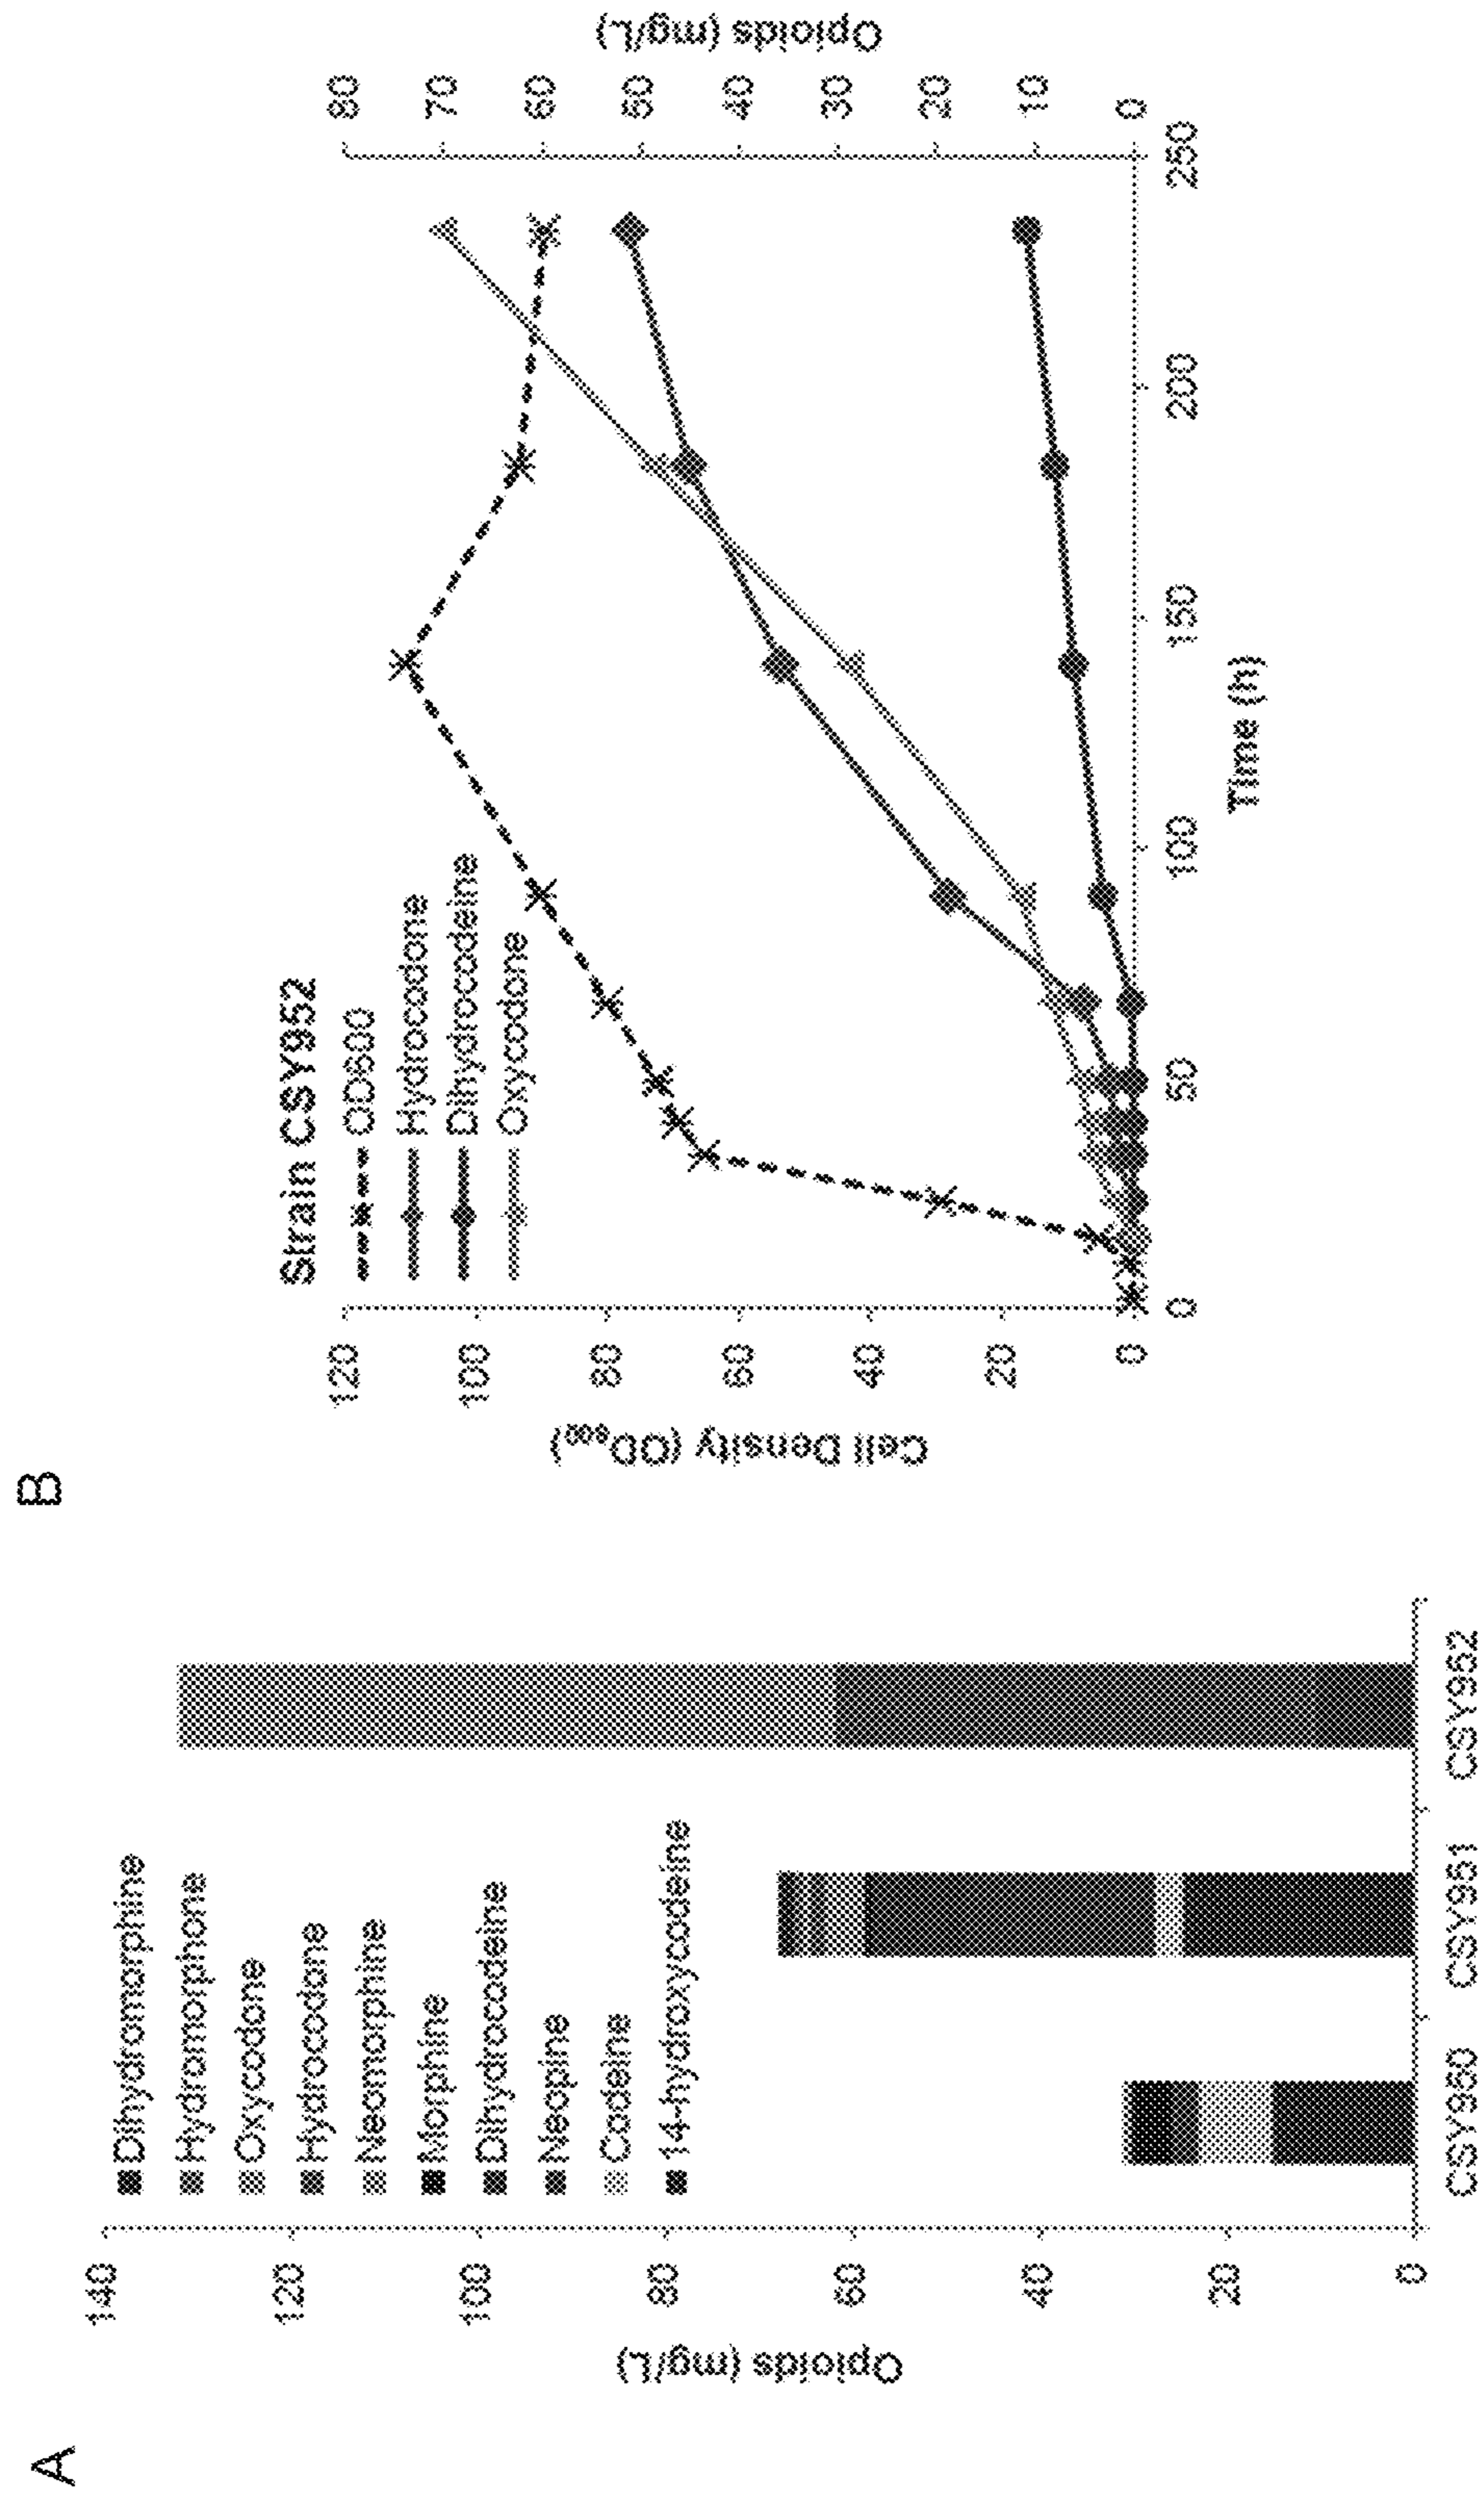 A
Opioids (mg/L)
140
120
100
80
60
40
20
0
Dihydromorphine
Hydromorphone
Oxycodone
Hydrocodone
Neomorphine
Morphine
Dihydrocodeine
Neopine
Codeine
14-hydroxycodeine
CSY950
CSY951
CSY952
B
Strain CSY952
OD600
Hydrocodone
Dihydrocodeine
Oxycodone
Cell Density (OD600)
120
100
80
60
40
20
0
Opioids (mg/L)
80
70
60
50
40
30
20
10
0
0
50
100
150
200
250
Time (h)